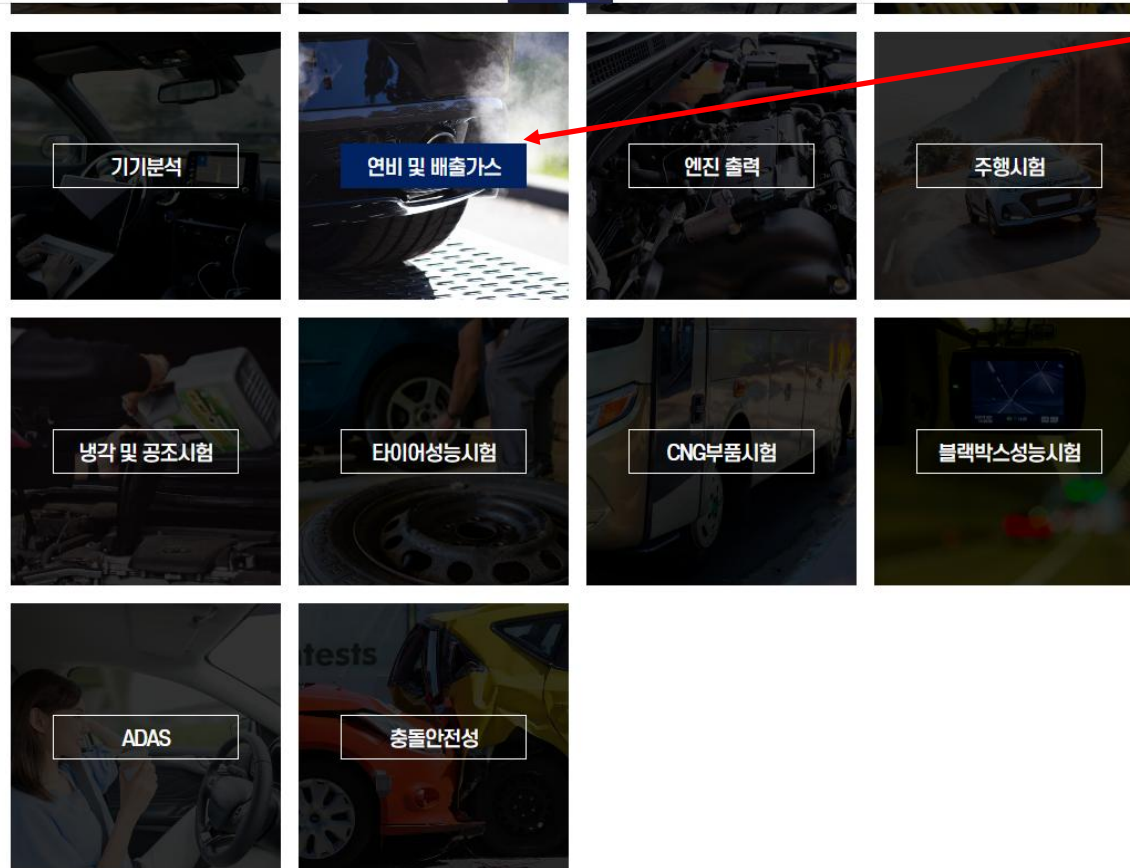 기기분석
연비 및 배출가스
엔진 출력
주행시험
냉각 및 공조시험
타이어성능시험
CNG부품시험
블랙박스성능시험
tests
ADAS
충돌안전성